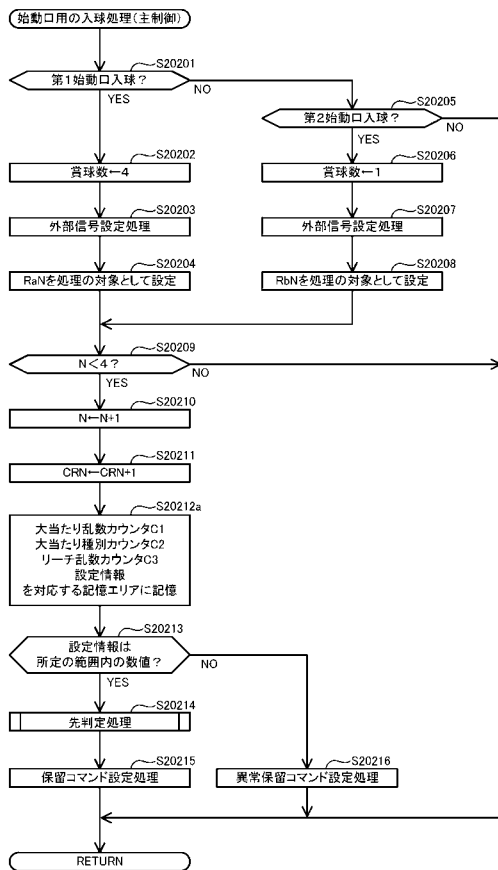 始動口用の入球処理(主制御)
S20201
第1始動口入球?
NO
YES
S20205
第2始動口入球?
NO
YES
S20202
賞球数←4
S20206
賞球数←1
S20203
外部信号設定処理
S20207
外部信号設定処理
S20204
RaNを処理の対象として設定
S20208
RbNを処理の対象として設定
S20209
N<4?
NO
YES
S20210
N←N+1
S20211
CRN←CRN+1
S20212a
大当たり乱数カウンタC1
大当たり種別カウンタC2
リーチ乱数カウンタC3
設定情報
を対応する記憶エリアに記憶
S20213
設定情報は
所定の範囲内の数値?
NO
YES
S20214
先判定処理
S20215
保留コマンド設定処理
S20216
異常保留コマンド設定処理
RETURN